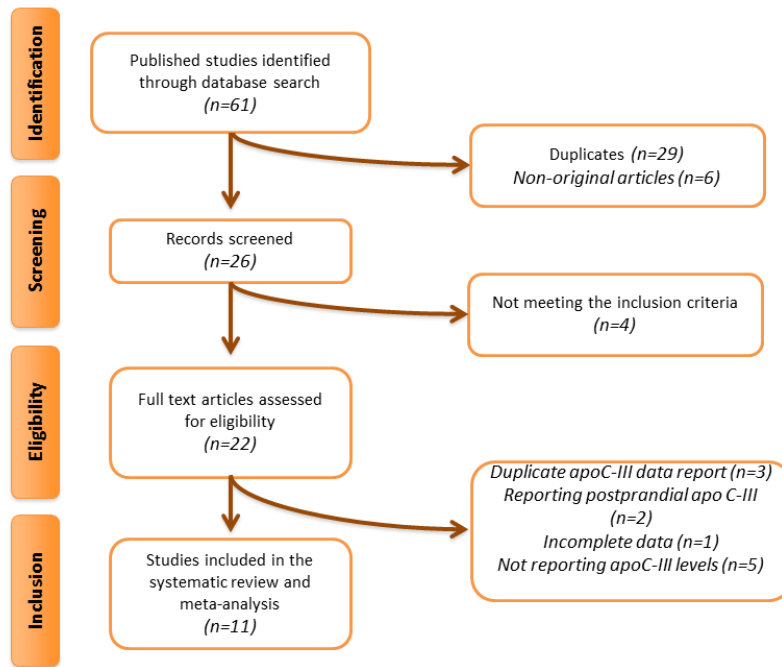 Identification
Published studies identified
through database search
(n=61)
Duplicates (n=29)
Non-original articles (n=6)
Screening
Records screened
(n=26)
Not meeting the inclusion criteria
(n=4)
Eligibility
Full text articles assessed
for eligibility
(n=22)
Duplicate apoC-III data report (n=3)
Reporting postprandial apo C-III
(n=2)
Incomplete data (n=1)
Not reporting apoC-III levels (n=5)
Inclusion
Studies included in the
systematic review and
meta-analysis
(n=11)